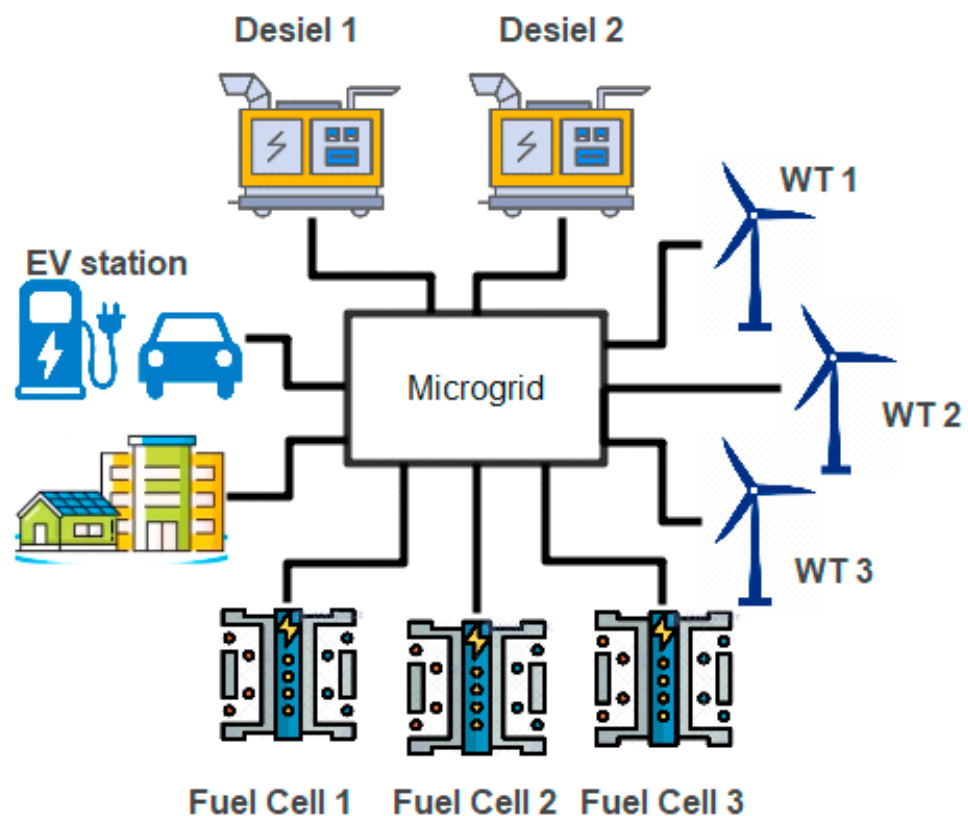 Desiel 1
Desiel 2
WT 1
EV station
Microgrid
WT 2
WT 3
Fuel Cell 1
Fuel Cell 2
Fuel Cell 3